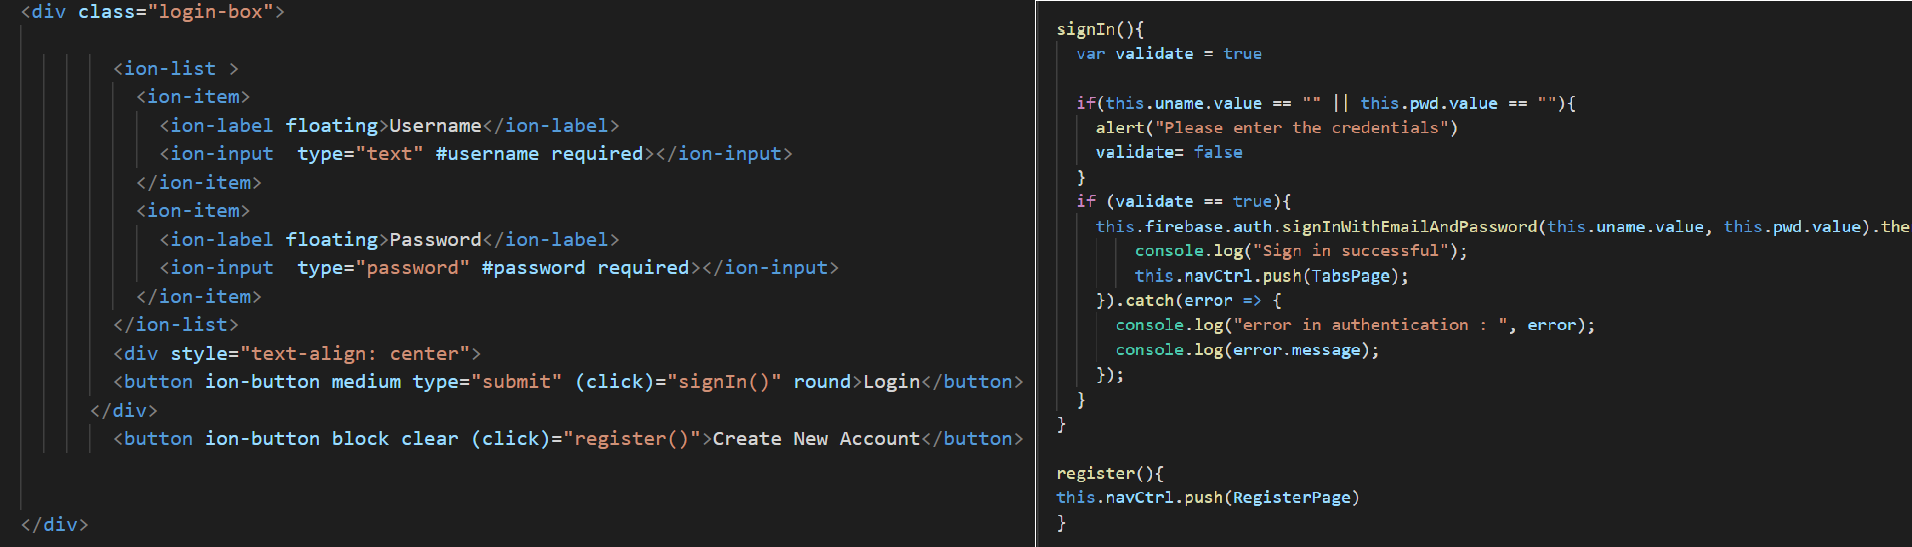 <div class="login-box">
<ion-list >
<ion-item>
<ion-label floating>Username</ion-label>
<ion-input  type="text" #username required></ion-input>
</ion-item>
<ion-item>
<ion-label floating>Password</ion-label>
<ion-input  type="password" #password required></ion-input>
</ion-item>
</ion-list>
<div style="text-align: center">
<button ion-button medium type="submit" (click)="signIn()" round>Login</button>
</div>
<button ion-button block clear (click)="register()">Create New Account</button>
</div>
signIn(){
var validate = true
if(this.uname.value == "" || this.pwd.value == ""){
alert("Please enter the credentials")
validate= false
}
if (validate == true){
this.firebase.auth.signInWithEmailAndPassword(this.uname.value, this.pwd.value).the
console.log("Sign in successful");
this.navCtrl.push(TabsPage);
}).catch(error => {
console.log("error in authentication : ", error);
console.log(error.message);
});
}
}
register(){
this.navCtrl.push(RegisterPage)
}